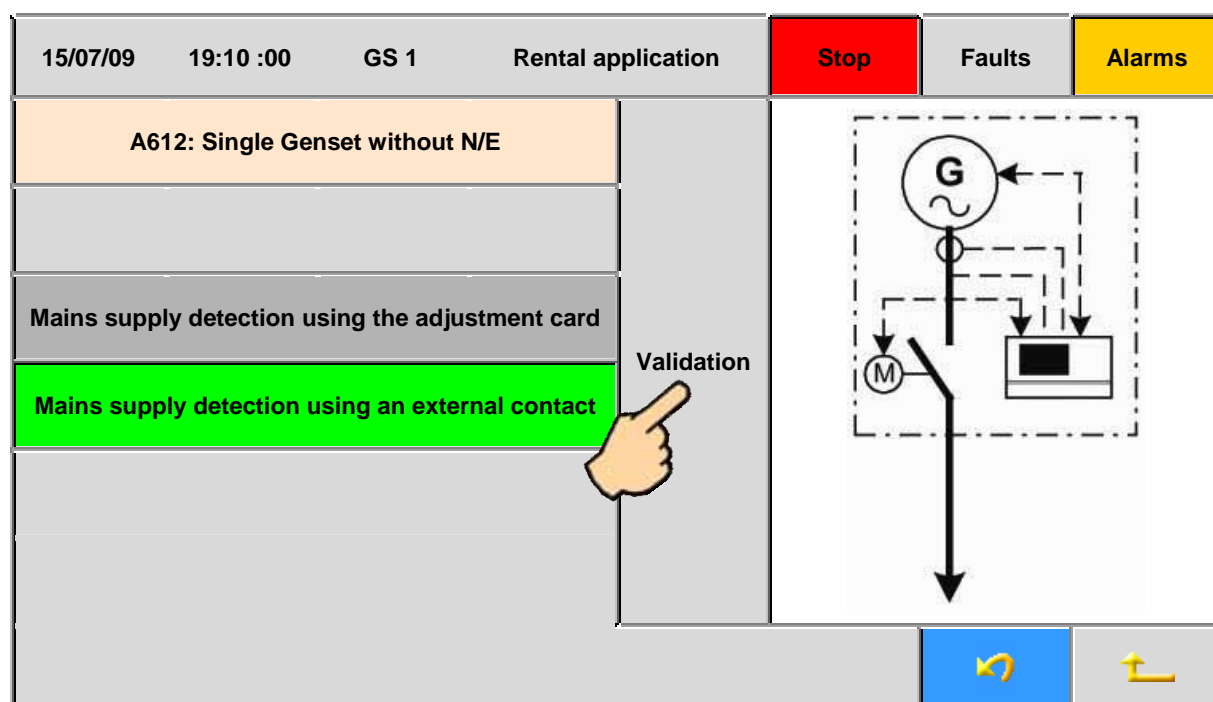 15/07/09 19:10 :00 GS 1 Rental application Stop Faults Alarms
A612: Single Genset without N/E
Mains supply detection using the adjustment card
Validation
Mains supply detection using an external contact
G
M